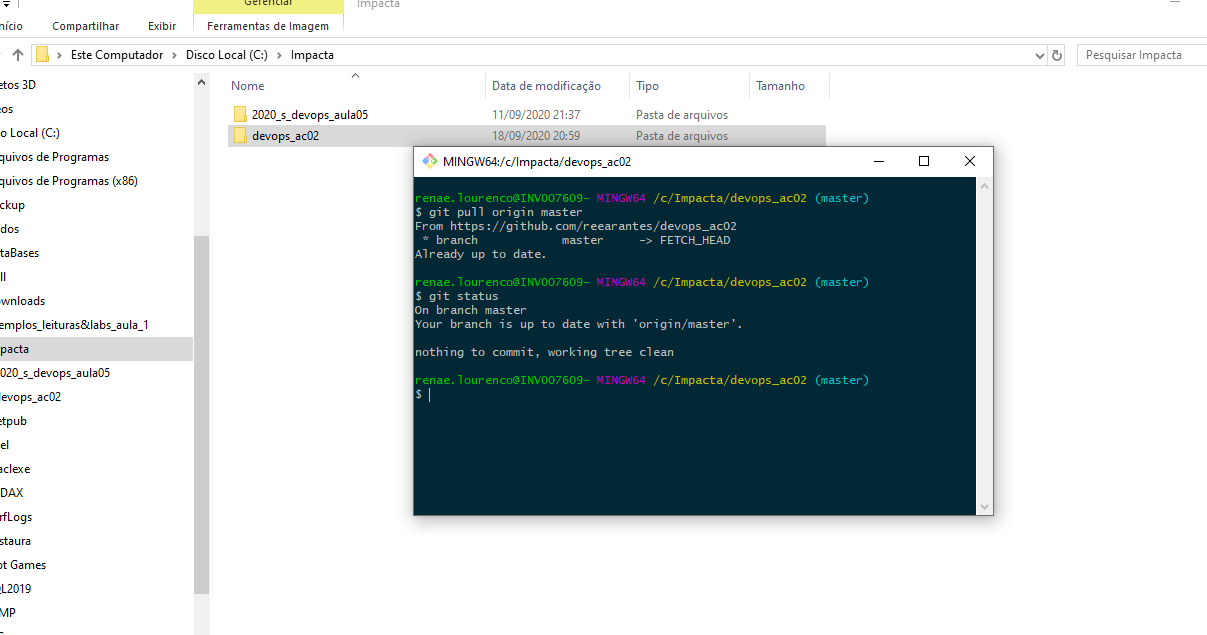 Gerenciar
Impacta
nício
Compartilhar
Exibir
Ferramentas de Imagem
Este Computador > Disco Local (C:) > Impacta
Pesquisar Impacta
etos 3D
eos
o Local (C:)
quivos de Programas
quivos de Programas (x86)
ckup
dos
taBases
ll
ownloads
emplos_leituras&labs_aula_1
pacta
020_s_devops_aula05
devops_ac02
etpub
el
aclexe
DAX
rfLogs
staura
ot Games
QL2019
MP
Nome
Data de modificação
Tipo
Tamanho
2020_s_devops_aula05
11/09/2020 21:37
Pasta de arquivos
devops_ac02
18/09/2020 20:59
Pasta de arquivos
MINGW64:/c/Impacta/devops_ac02
renae.lourenco@INV007609- MINGW64 /c/Impacta/devops_ac02 (master)
$ git pull origin master
From https://github.com/reearantes/devops_ac02
* branch master -> FETCH_HEAD
Already up to date.
renae.lourenco@INV007609- MINGW64 /c/Impacta/devops_ac02 (master)
$ git status
On branch master
Your branch is up to date with 'origin/master'.
nothing to commit, working tree clean
renae.lourenco@INV007609- MINGW64 /c/Impacta/devops_ac02 (master)
$